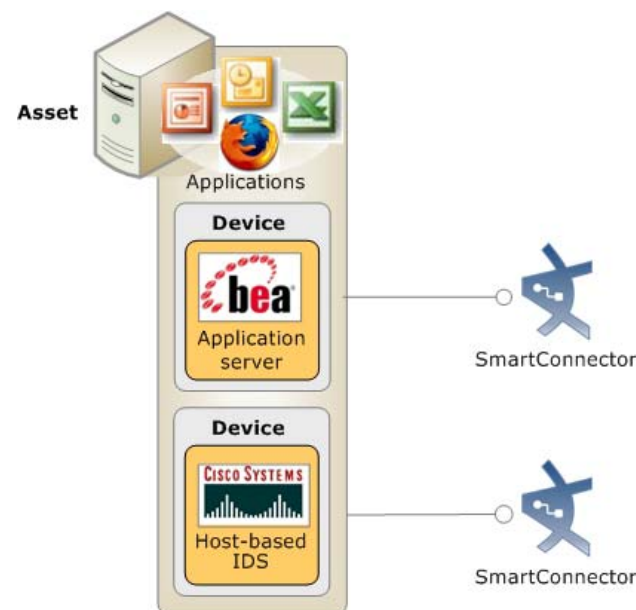 Asset
Applications
Device
bea
Application
server
SmartConnector
Device
CISCO SYSTEMS
Host-based
IDS
SmartConnector